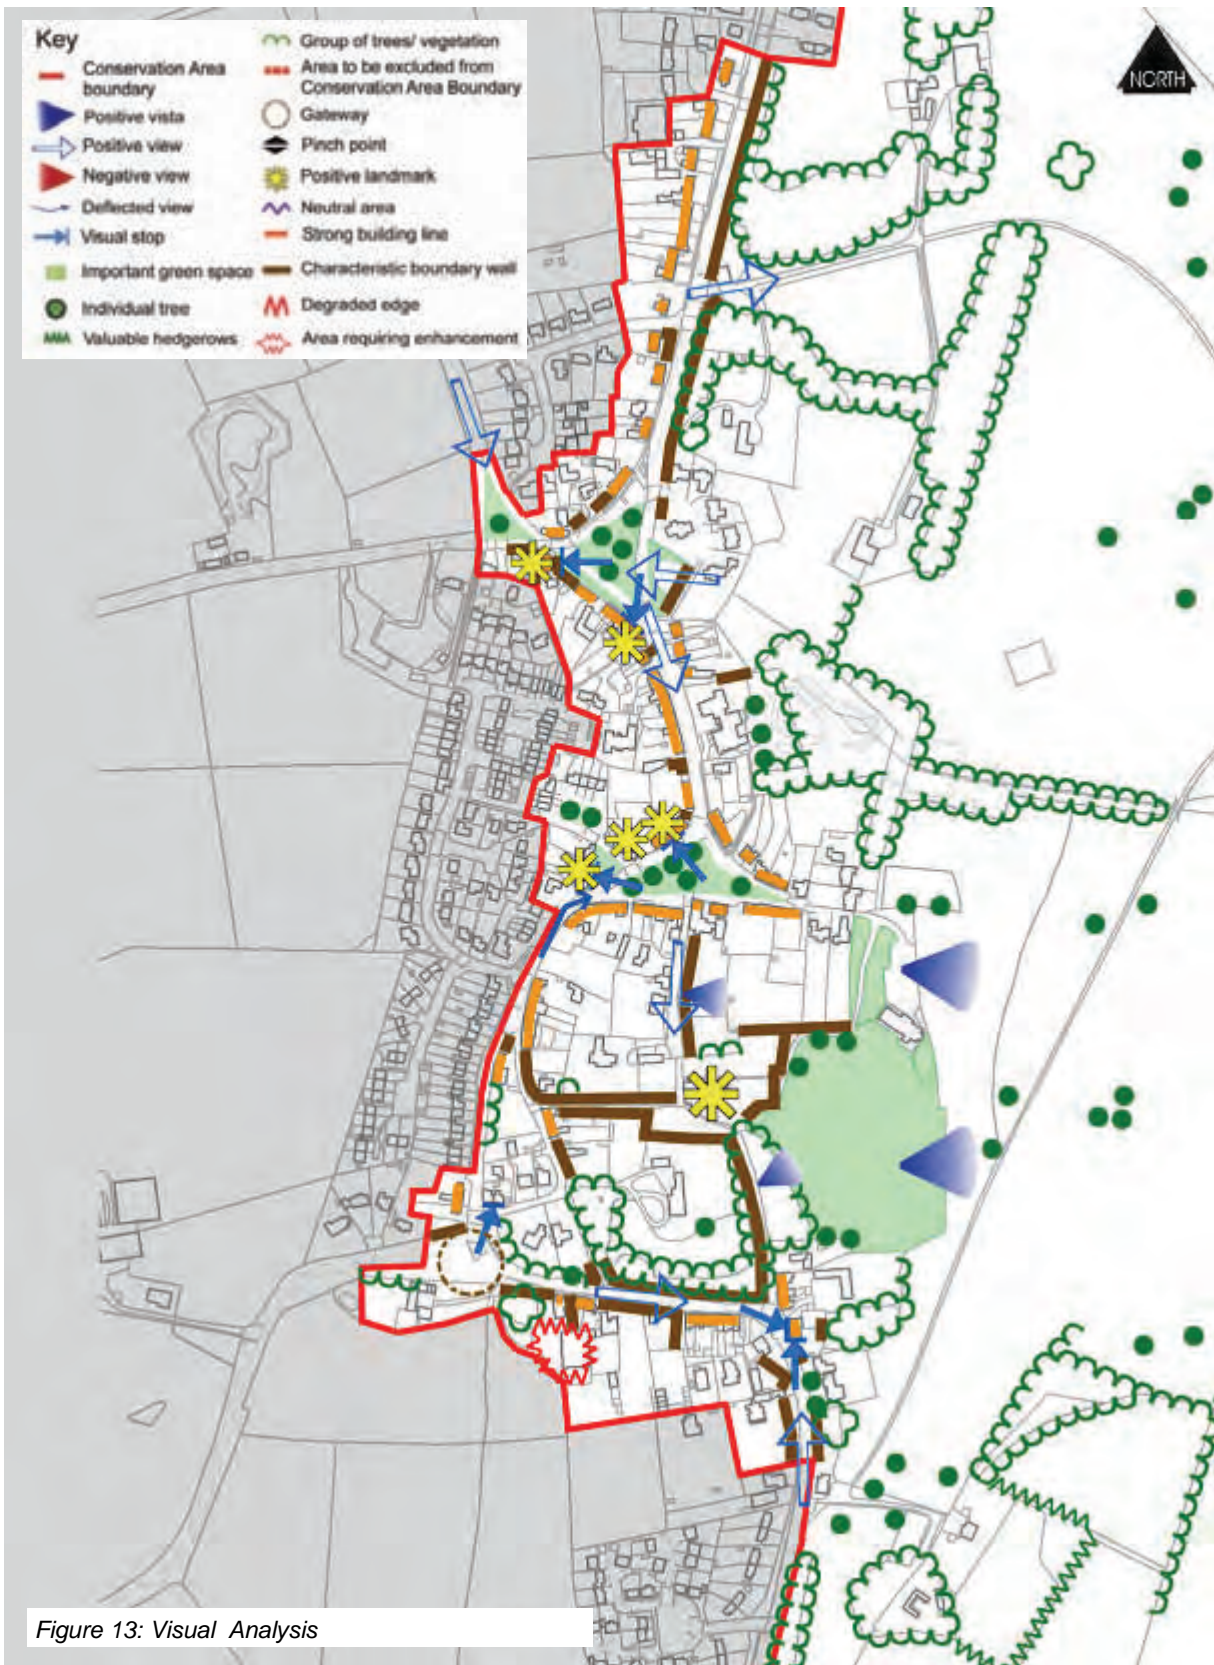 Key
Conservation Area
boundary
Positive vista
Positive view
Negative view
Deflected view
Visual stop
Important green space
Individual tree
Valuable hedgerows
Group of trees/ vegetation
Area to be excluded from
Conservation Area Boundary
Gateway
Pinch point
Positive landmark
Neutral area
Strong building line
Characteristic boundary wall
Degraded edge
Area requiring enhancement
NORTH
Figure 13: Visual Analysis